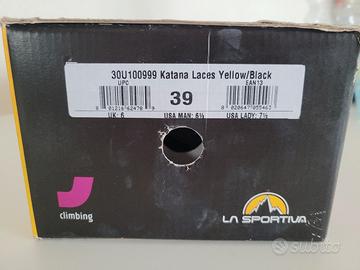 30U100999 Katana Laces Yellow/Black
UPC
EAN13
39
UK: 6
USA MAN: 6½
USA LADY: 7½
climbing
LA SPORTIVA
subito